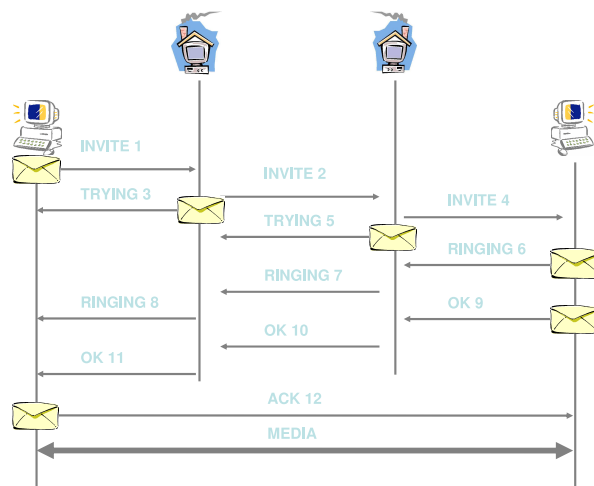 INVITE 1
INVITE 2
TRYING 3
INVITE 4
TRYING 5
RINGING 6
RINGING 7
RINGING 8
OK 9
OK 10
OK 11
ACK 12
MEDIA